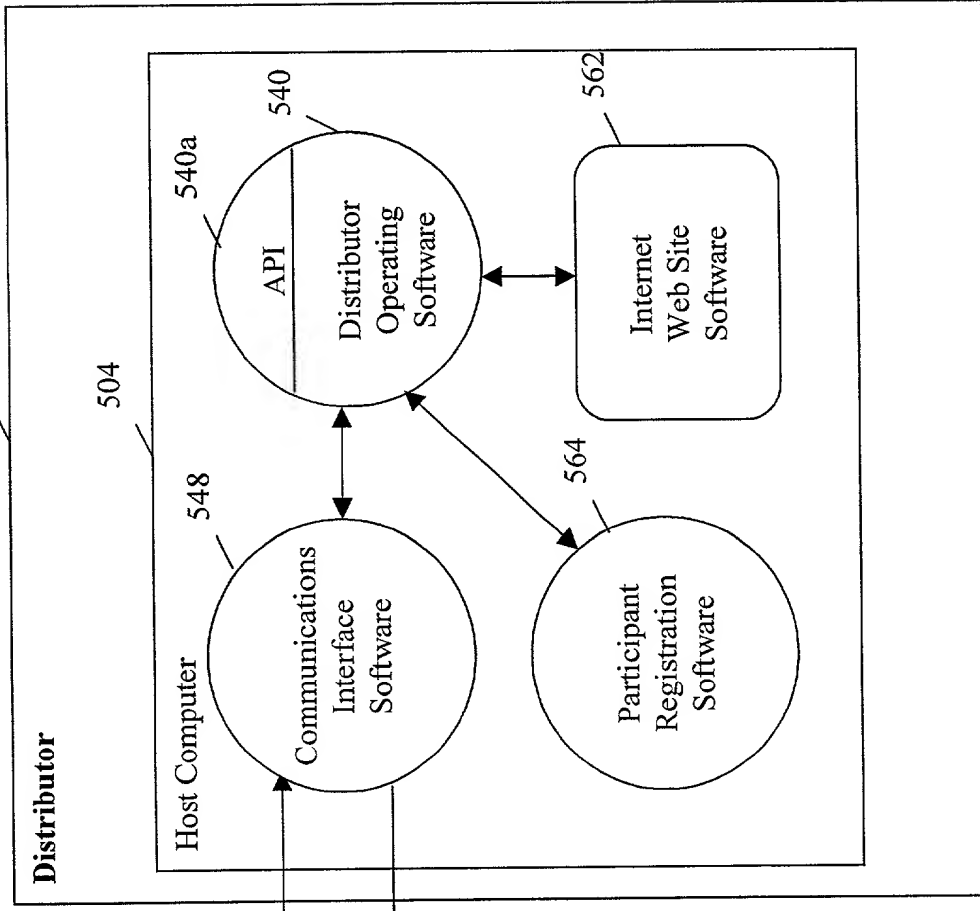 Distributor
504
Host Computer
548
Communications
Interface
Software
540a
540
API
Distributor
Operating
Software
564
Participant
Registration
Software
562
Internet
Web Site
Software